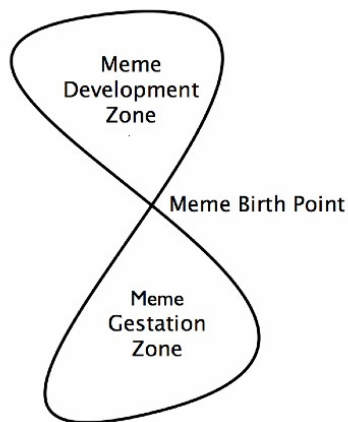 Meme
Development
Zone
Meme Birth Point
Meme
Gestation
Zone